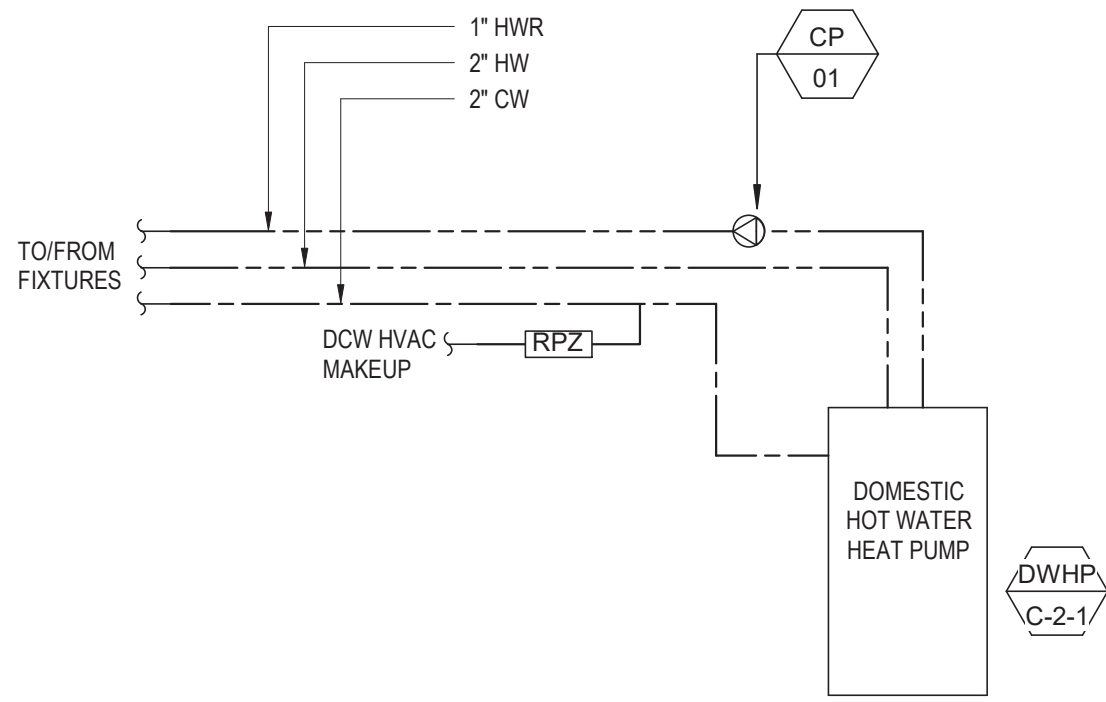 1" HWR
2" HW
2" CW
CP
01
TO/FROM
FIXTURES
DCW HVAC
MAKEUP
RPZ
DOMESTIC
HOT WATER
HEAT PUMP
DWHP
C-2-1